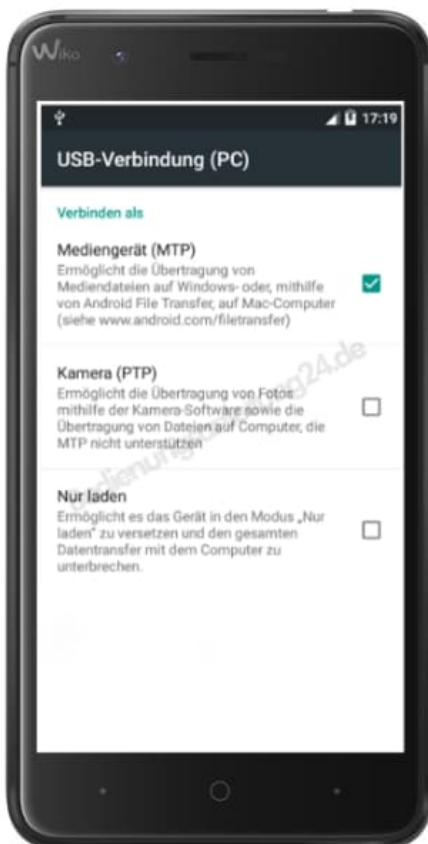 Wiko
17:19
USB-Verbindung (PC)
Verbinden als
Mediengerät (MTP)
Ermöglicht die Übertragung von
Mediendateien auf Windows- oder, mithilfe
von Android File Transfer, auf Mac-Computer
(siehe www.android.com/filetransfer)
Kamera (PTP)
Ermöglicht die Übertragung von Fotos
mithilfe der Kamera-Software sowie die
Übertragung von Dateien auf Computer, die
MTP nicht unterstützen
Nur laden
Ermöglicht es das Gerät in den Modus „Nur
laden" zu versetzen und den gesamten
Datentransfer mit dem Computer zu
unterbrechen.
Bedienungsanleitung24.de